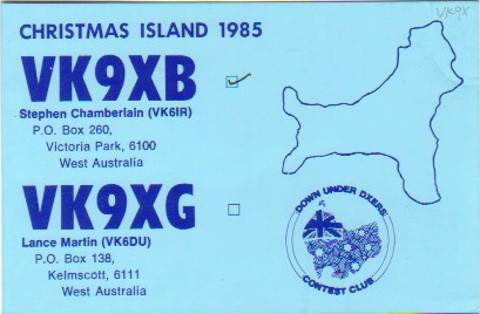 VK9X
CHRISTMAS ISLAND 1985
VK9XB
Stephen Chamberlain (VK6IR)
P.O. Box 260,
Victoria Park, 6100
West Australia
VK9XG
Lance Martin (VK6DU)
P.O. Box 138,
Kelmscott, 6111
West Australia
DOWN UNDER DXERS'
CONTEST CLUB